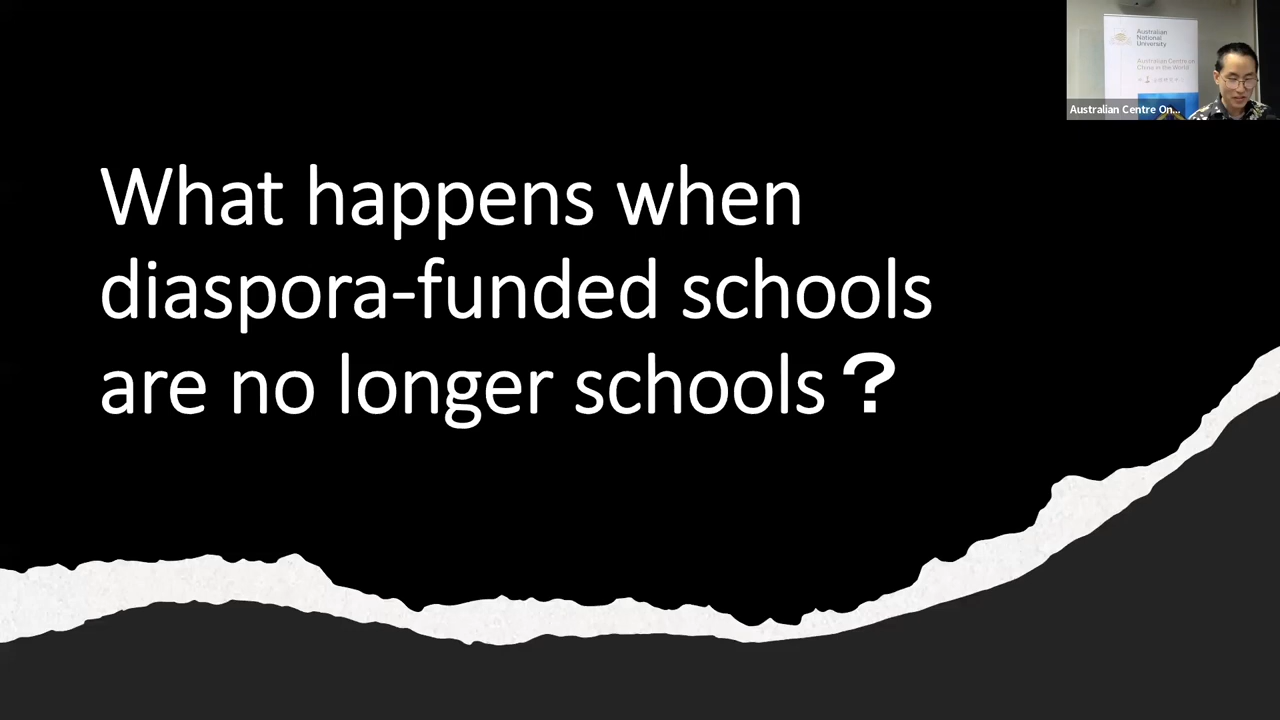 What happens when
diaspora-funded schools
are no longer schools？
Australian
National
University
Australian Centre on
China in the World
Australian Centre On...